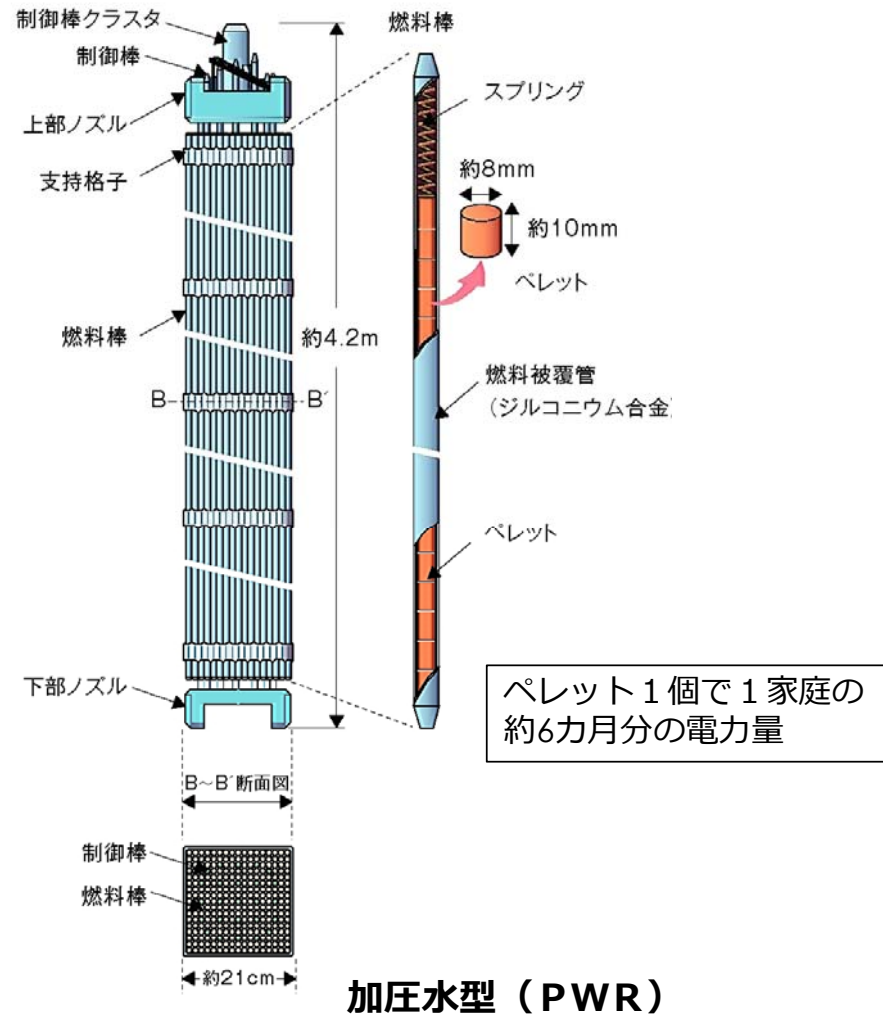 制御棒クラスタ
制御棒
上部ノズル
支持格子
燃料棒
B
B´
約4.2m
下部ノズル
燃料棒
スプリング
約8mm
約10mm
ペレット
燃料被覆管
(ジルコニウム合金
ペレット
ペレット1個で1家庭の
約6カ月分の電力量
B~B´断面図
制御棒
燃料棒
約21cm
加圧水型(PWR)